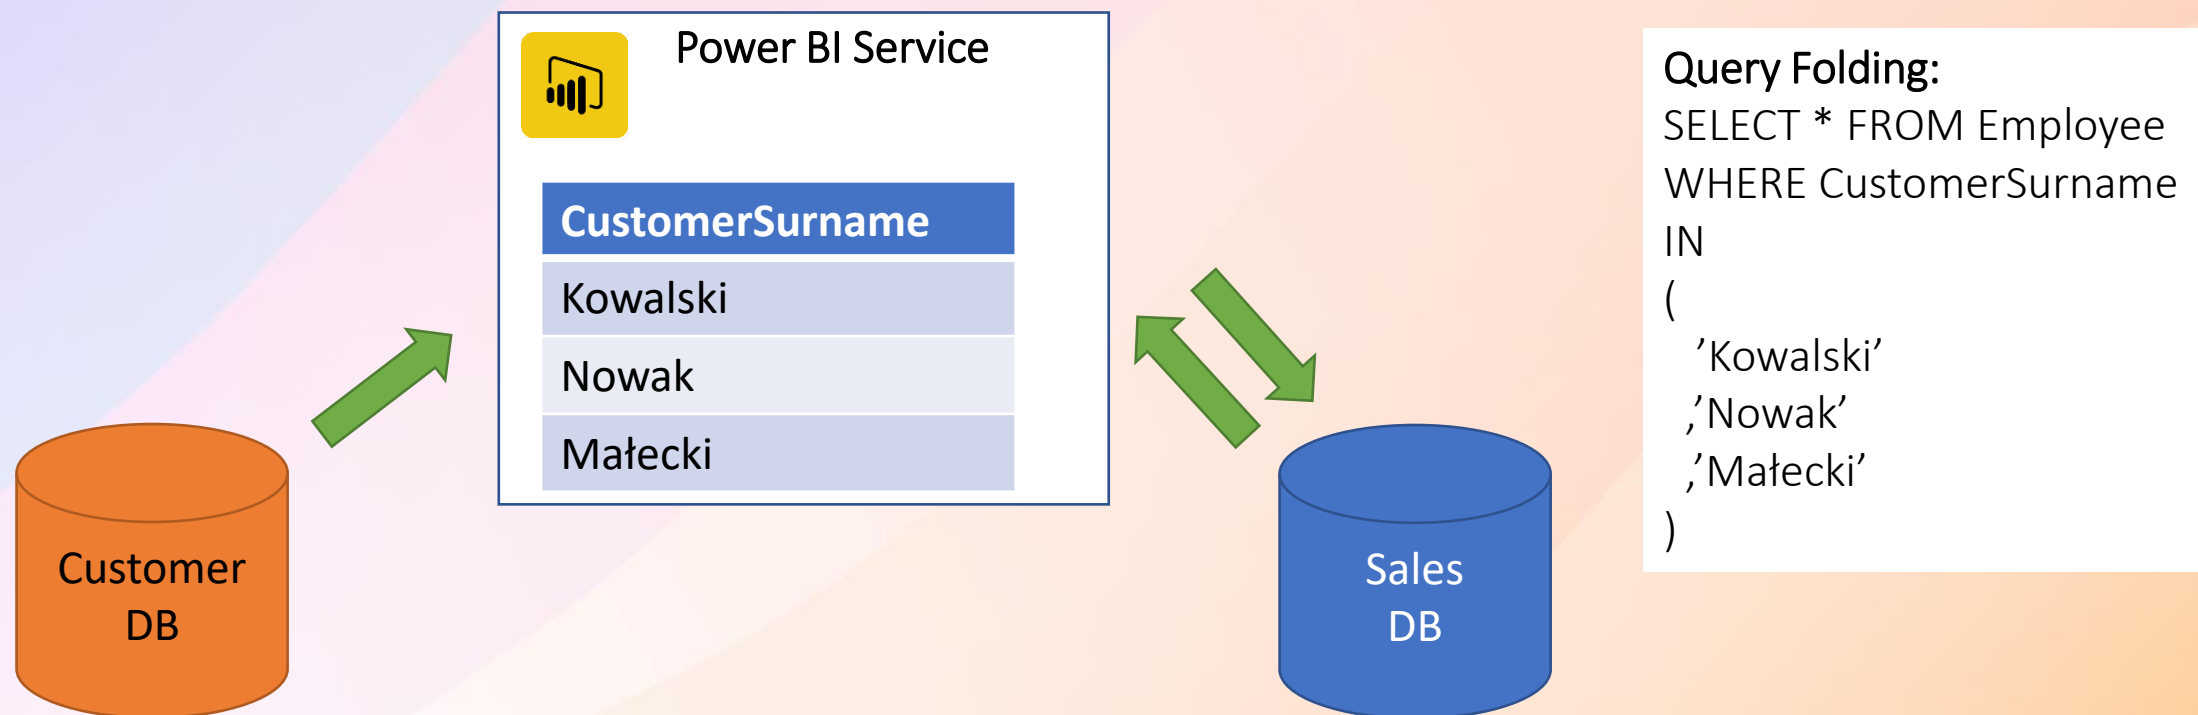 Power BI Service
CustomerSurname
Kowalski
Nowak
Małecki
Customer
DB
Sales
DB
Query Folding:
SELECT * FROM Employee
WHERE CustomerSurname
IN
(
’Kowalski’
,’Nowak’
,’Małecki’
)